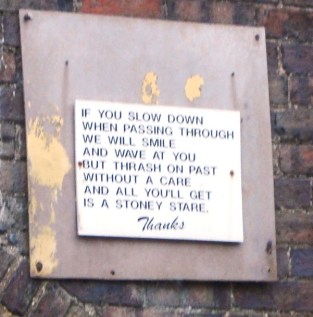 IF YOU SLOW DOWN
WHEN PASSING THROUGH
WE WILL SMILE
AND WAVE AT YOU
BUT THRASH ON PAST
WITHOUT A CARE
AND ALL YOU'LL GET
IS A STONEY STARE.
Thanks